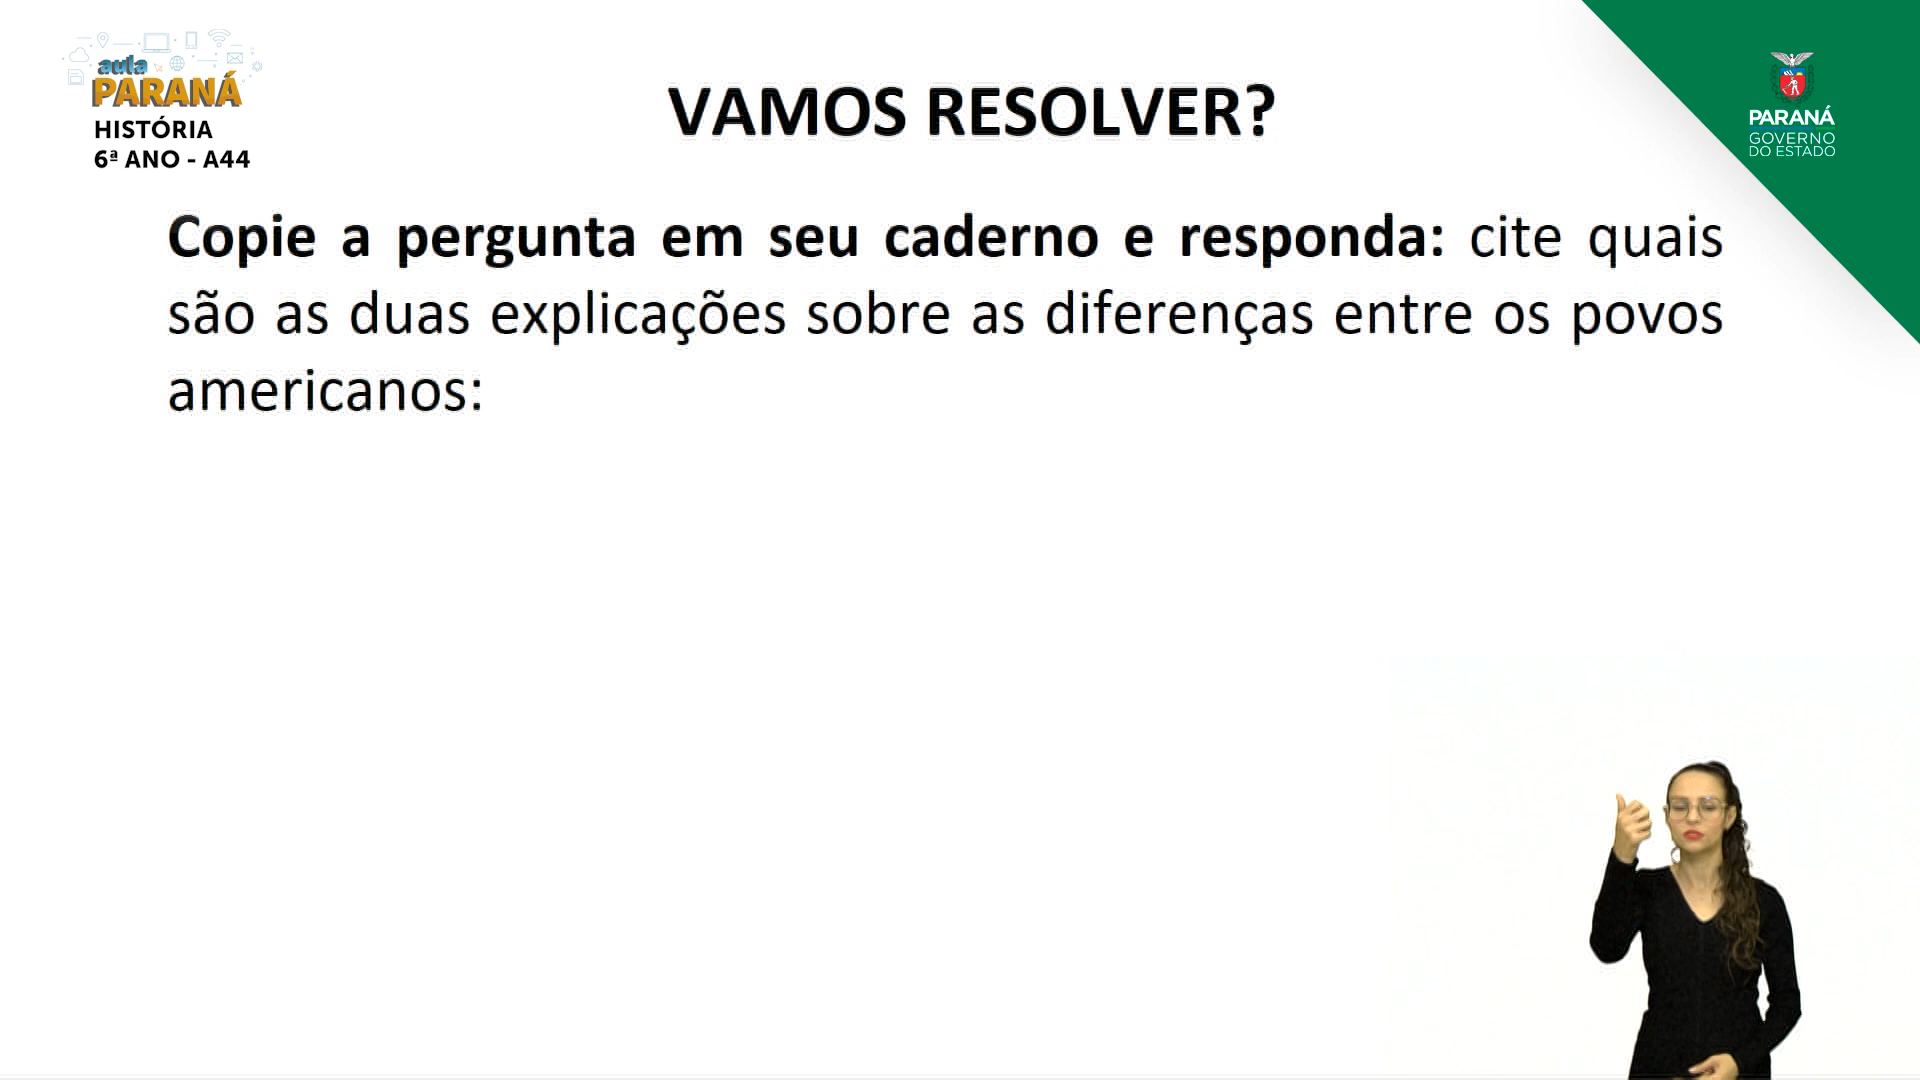 aula
PARANÁ
HISTÓRIA
6ª ANO - A44
VAMOS RESOLVER?
PARANÁ
GOVERNO
DO ESTADO
Copie a pergunta em seu caderno e responda: cite quais
são as duas explicações sobre as diferenças entre os povos
americanos: